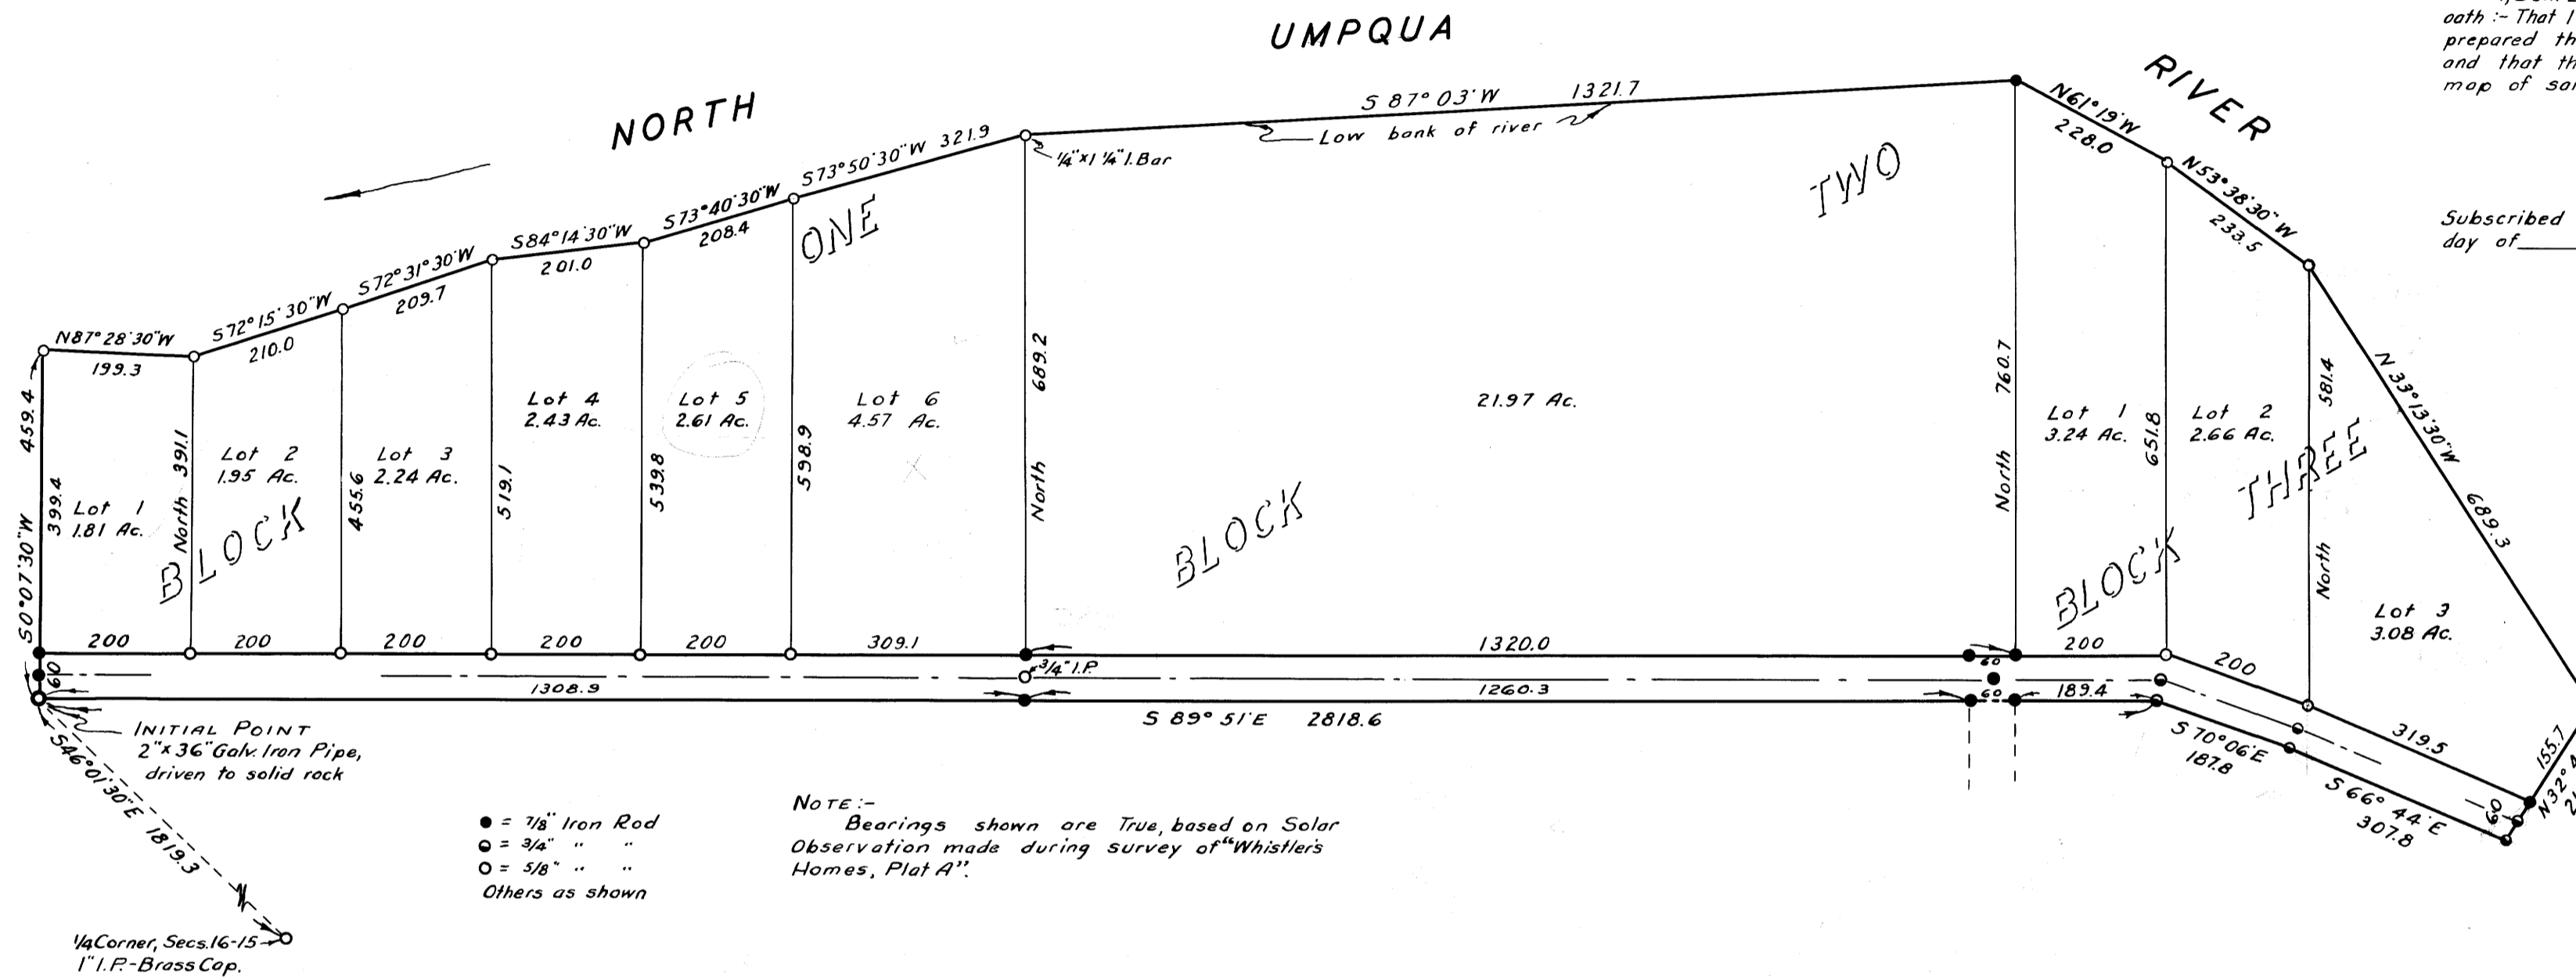 UMPQUA
NORTH
RIVER
oath :- That I
prepared th
and that th
map of sai
Subscribed
day of
S 87° 03' W 1321.7
Low bank of river
1/4" x 1 1/4" I. Bar
N61°19'W
228.0
N53°38'30"W
233.5
N 33°13'30"W
689.3
S73°50'30"W 321.9
S73°40'30"W
208.4
S84°14'30"W
201.0
S72°31'30"W
209.7
S72°15'30"W
210.0
N87°28'30"W
199.3
459.4
S0°07'30"W
399.4
Lot 1
1.81 Ac.
North 391.1
Lot 2
1.95 Ac.
455.6
Lot 3
2.24 Ac.
519.1
Lot 4
2.43 Ac.
539.8
Lot 5
2.61 Ac.
598.9
Lot 6
4.57 Ac.
North 689.2
BLOCK ONE
21.97 Ac.
BLOCK TWO
North 760.7
Lot 1
3.24 Ac.
651.8
Lot 2
2.66 Ac.
North 581.4
Lot 3
3.08 Ac.
BLOCK THREE
200
200
200
200
200
309.1
1320.0
200
200
319.5
60
3/4" I.P.
60
1308.9
1260.3
60
189.4
S 89° 51' E 2818.6
S 70°06'E
187.8
S 66° 44' E
307.8
60
155.7
N32°
INITIAL POINT
2" x 36" Galv. Iron Pipe,
driven to solid rock
S46°01'30"E 1819.3
1/4 Corner, Secs. 16-15
1" I.P.-Brass Cap.
= 7/8" Iron Rod
= 3/4" " "
= 5/8" " "
Others as shown
NOTE :-
Bearings shown are True, based on Solar
Observation made during survey of "Whistler's
Homes, Plat A".